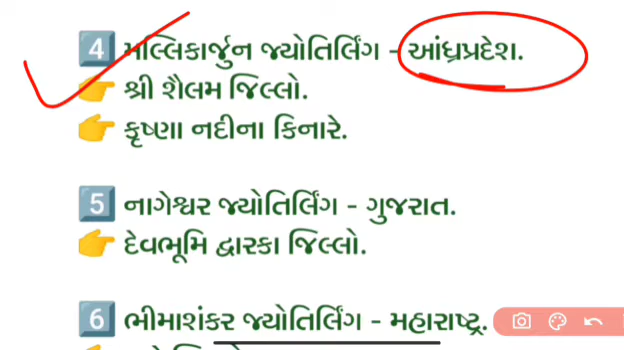 4 મલ્લિકાર્જુન જ્યોતિર્લિંગ - આંધ્રપ્રદેશ.
👉 શ્રી શૈલમ જિલ્લો.
👉 કૃષ્ણા નદીના કિનારે.
5 નાગેશ્વર જ્યોતિર્લિંગ - ગુજરાત.
👉 દેવભૂમિ દ્વારકા જિલ્લો.
6 ભીમાશંકર જ્યોતિર્લિંગ - મહારાષ્ટ્ર.